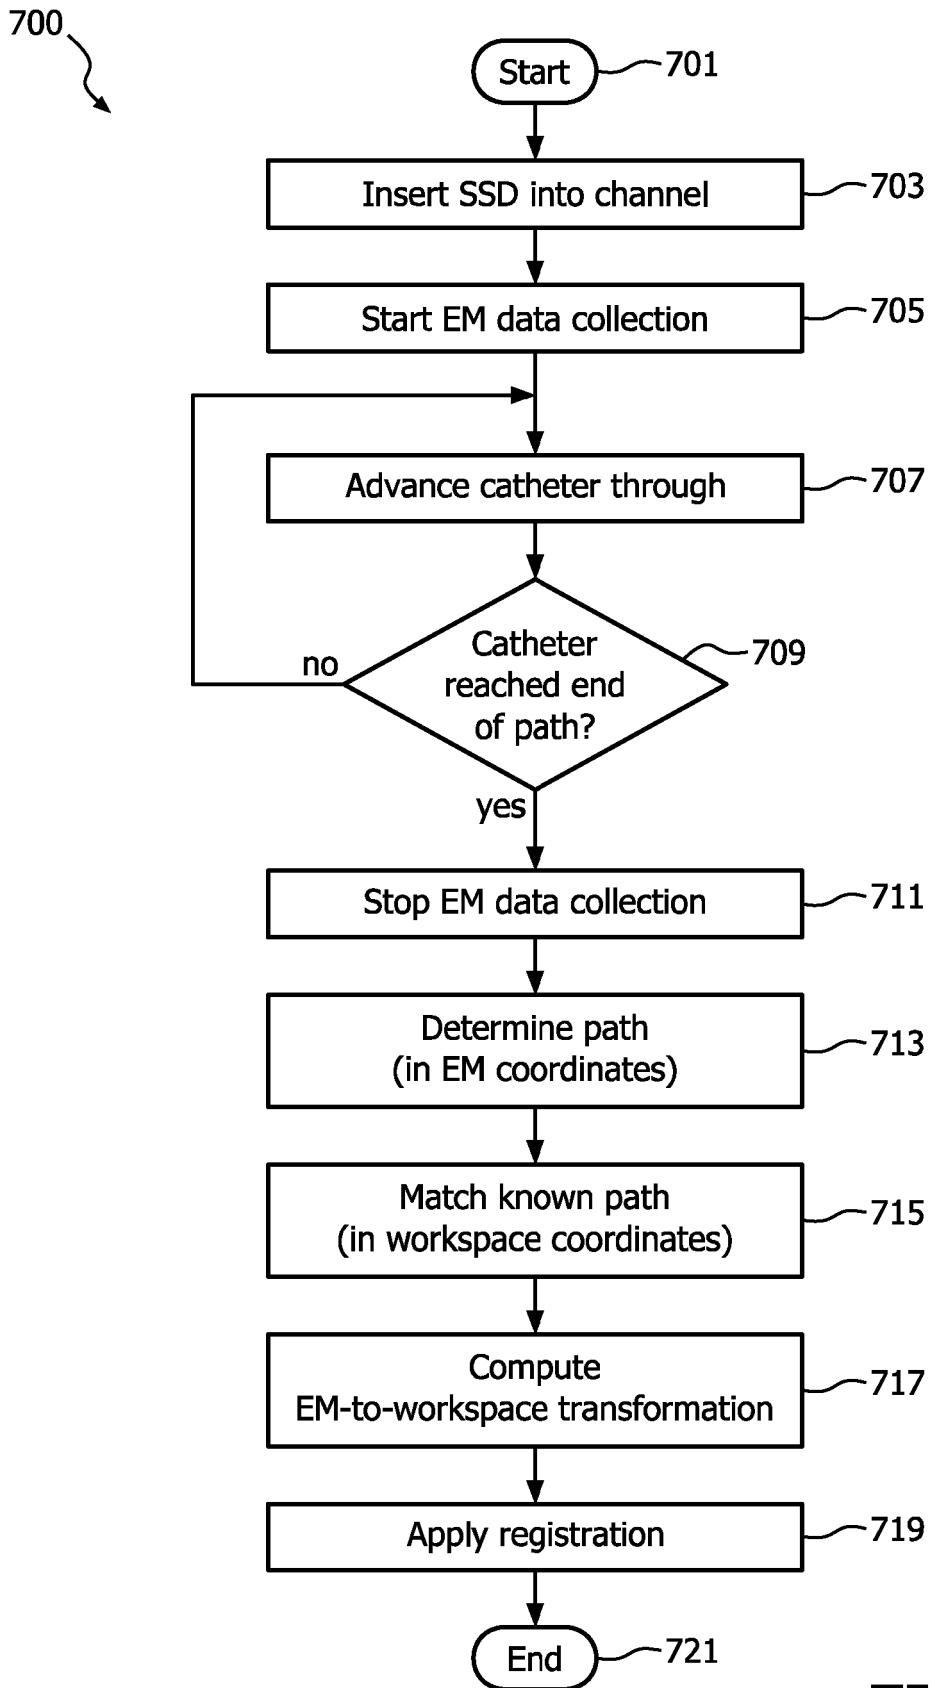 700
Start
701
Insert SSD into channel
703
Start EM data collection
705
Advance catheter through
707
Catheter
reached end
of path?
709
no
yes
Stop EM data collection
711
Determine path
(in EM coordinates)
713
Match known path
(in workspace coordinates)
715
Compute
EM-to-workspace transformation
717
Apply registration
719
End
721